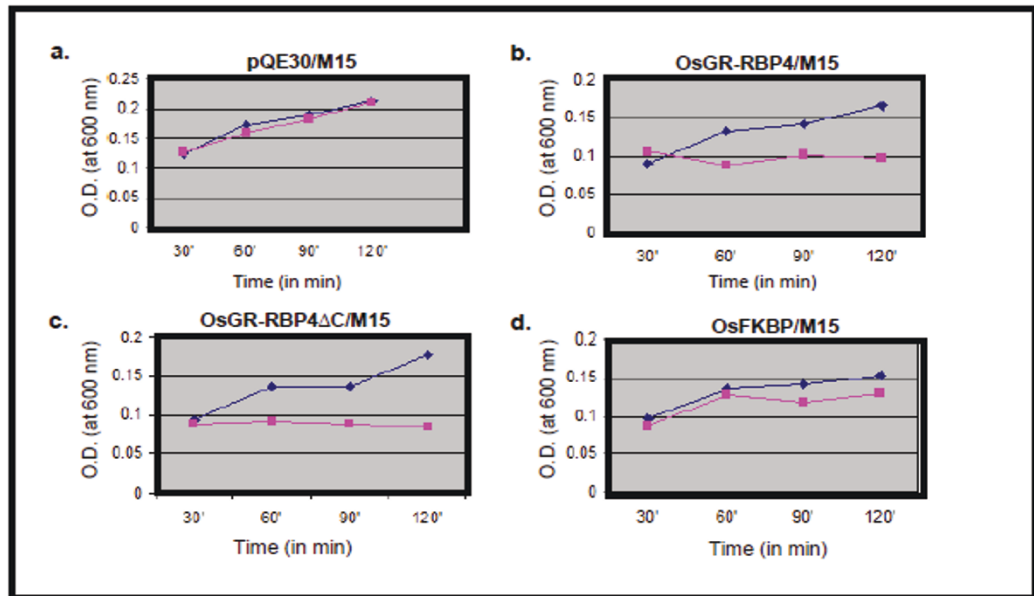 a.
pQE30/M15
O.D. (at 600 nm)
0.25
0.2
0.15
0.1
0.05
0
30' 60' 90' 120'
Time (in min)
b.
OsGR-RBP4/M15
O.D. (at 600 nm)
0.2
0.15
0.1
0.05
0
30' 60' 90' 120'
Time (in min)
c.
OsGR-RBP4ΔC/M15
O.D. (at 600 nm)
0.2
0.15
0.1
0.05
0
30' 60' 90' 120'
Time (in min)
d.
OsFKBP/M15
O.D. (at 600 nm)
0.2
0.15
0.1
0.05
0
30' 60' 90' 120'
Time (in min)